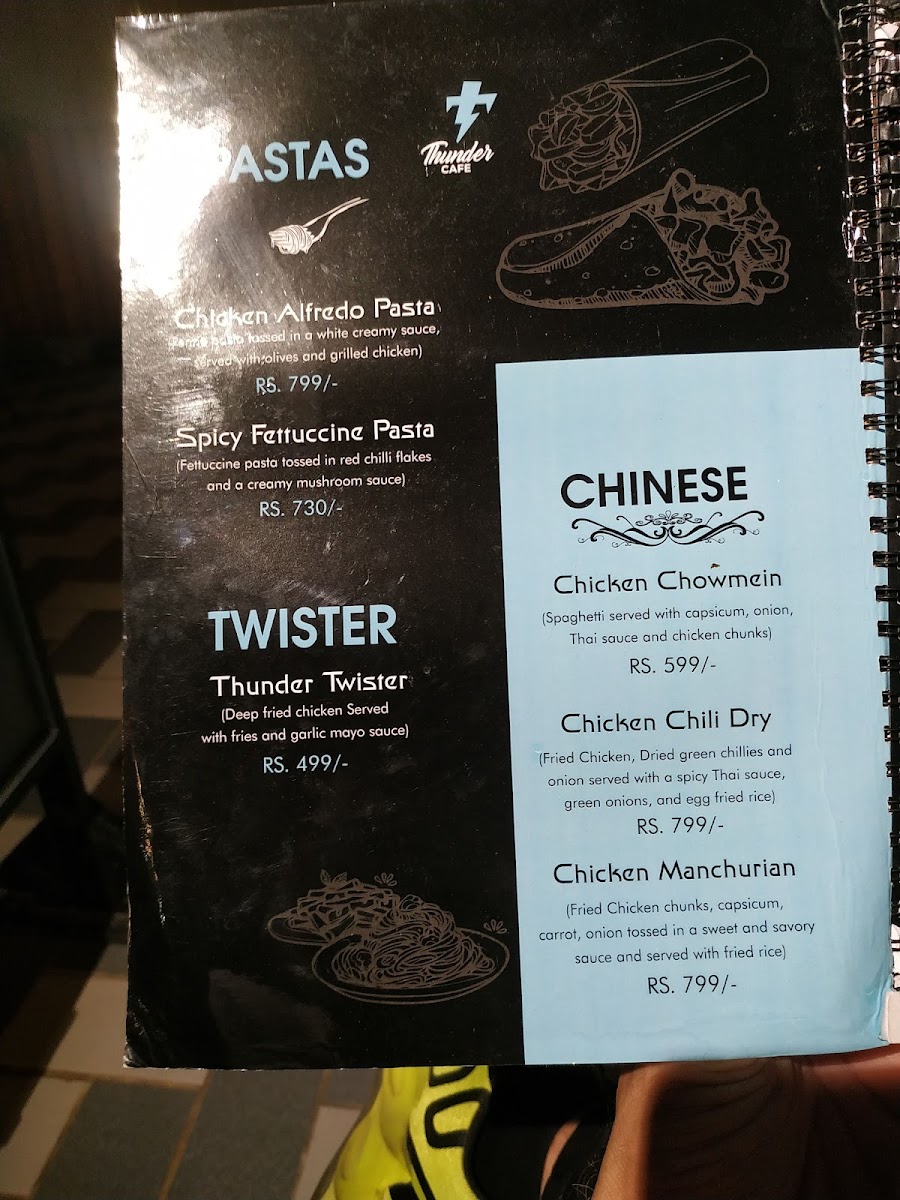 PASTAS
Thunder
CAFE
Chicken Alfredo Pasta
tossed in a white creamy sauce,
served with olives and grilled chicken)
RS. 799/-
Spicy Fettuccine Pasta
(Fettuccine pasta tossed in red chilli flakes
and a creamy mushroom sauce)
RS. 730/-
TWISTER
Thunder Twister
(Deep fried chicken Served
with fries and garlic mayo sauce)
RS. 499/-
CHINESE
Chicken Chowmein
(Spaghetti served with capsicum, onion,
Thai sauce and chicken chunks)
RS. 599/-
Chicken Chili Dry
(Fried Chicken, Dried green chillies and
onion served with a spicy Thai sauce,
green onions, and egg fried rice)
RS. 799/-
Chicken Manchurian
(Fried Chicken chunks, capsicum,
carrot, onion tossed in a sweet and savory
sauce and served with fried rice)
RS. 799/-